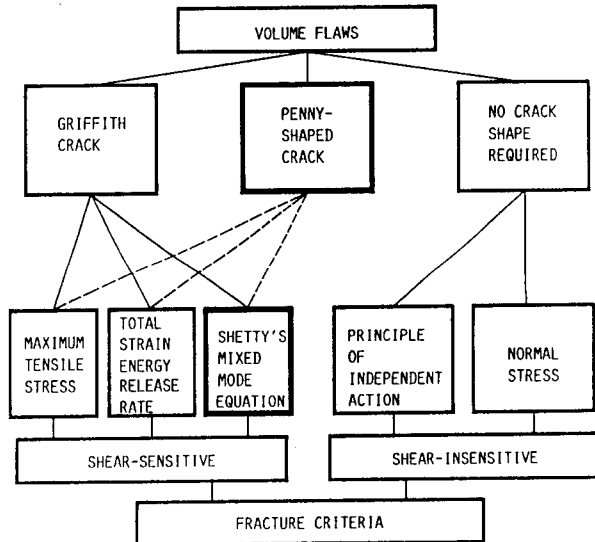 VOLUME FLAWS
GRIFFITH
CRACK
PENNY-
SHAPED
CRACK
NO CRACK
SHAPE
REQUIRED
MAXIMUM
TENSILE
STRESS
TOTAL
STRAIN
ENERGY
RELEASE
RATE
SHETTY'S
MIXED
MODE
EQUATION
PRINCIPLE
OF
INDEPENDENT
ACTION
NORMAL
STRESS
SHEAR-SENSITIVE
SHEAR-INSENSITIVE
FRACTURE CRITERIA